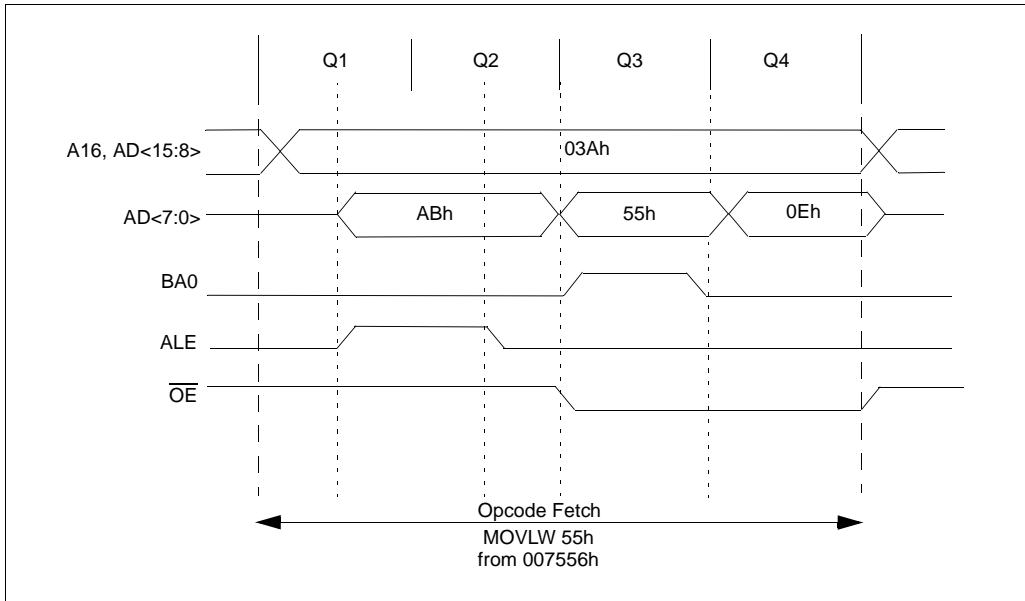 Q1 Q2 Q3 Q4
A16, AD<15:8> 03Ah
AD<7:0> ABh 55h 0Eh
BA0
ALE
OE
Opcode Fetch
MOVLW 55h
from 007556h